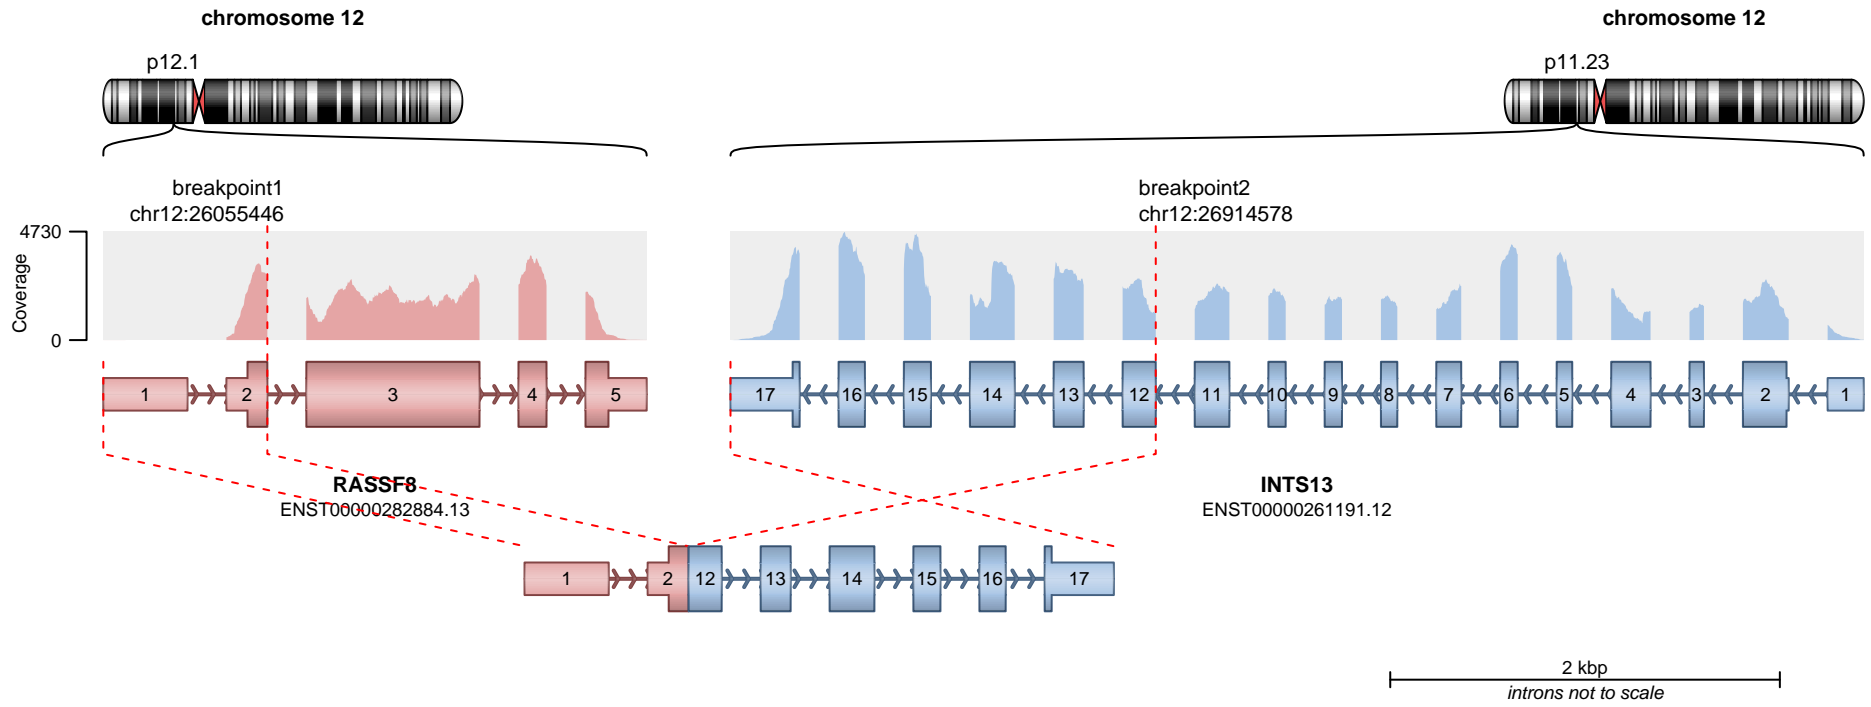 chromosome 12
chromosome 12
p12.1
p11.23
breakpoint1
chr12:26055446
breakpoint2
chr12:26914578
4730
Coverage
0
1 2 3 4 5
17 16 15 14 13 12 11 10 9 8 7 6 5 4 3 2 1
RASSF8
ENST00000282884.13
INTS13
ENST00000261191.12
1 2 12 13 14 15 16 17
2 kbp
introns not to scale